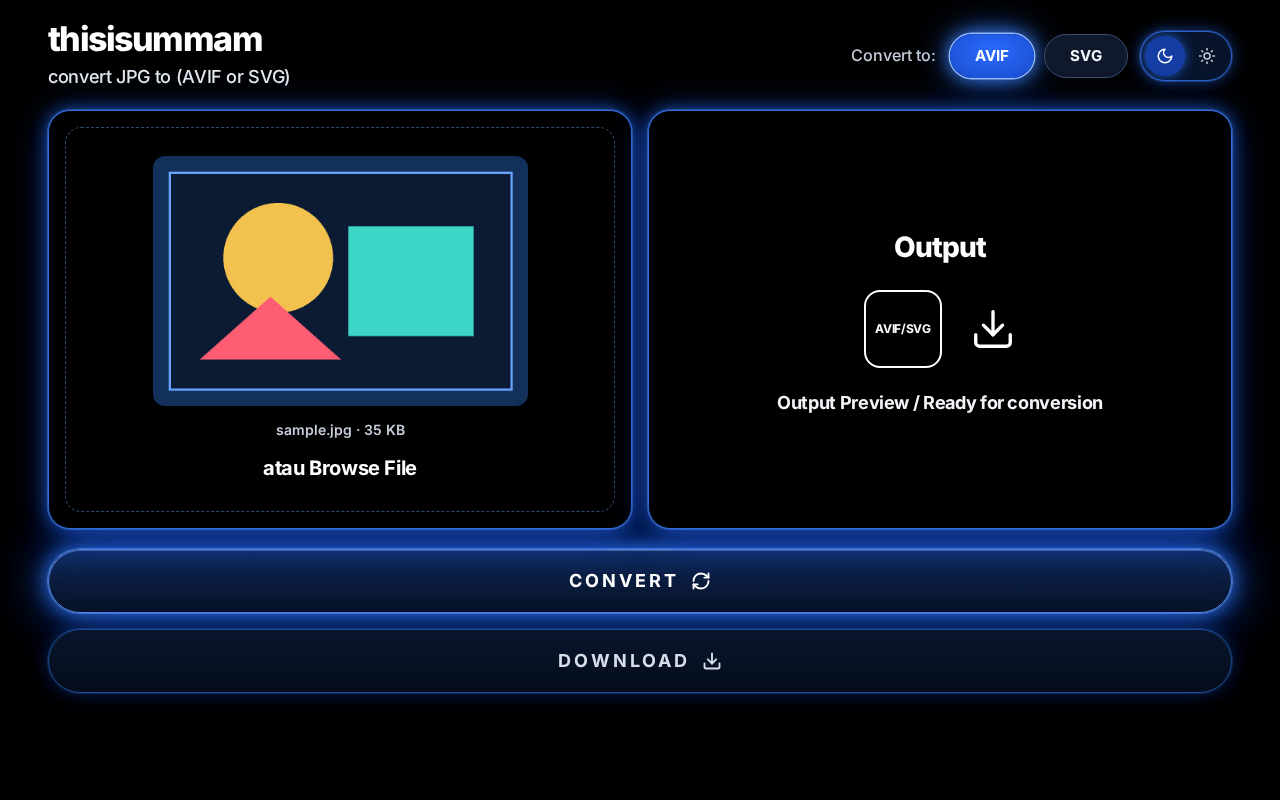 thisisummam
convert JPG to (AVIF or SVG)
Convert to:
AVIF
SVG
sample.jpg · 35 KB
atau Browse File
Output
AVIF/SVG
Output Preview / Ready for conversion
CONVERT
DOWNLOAD